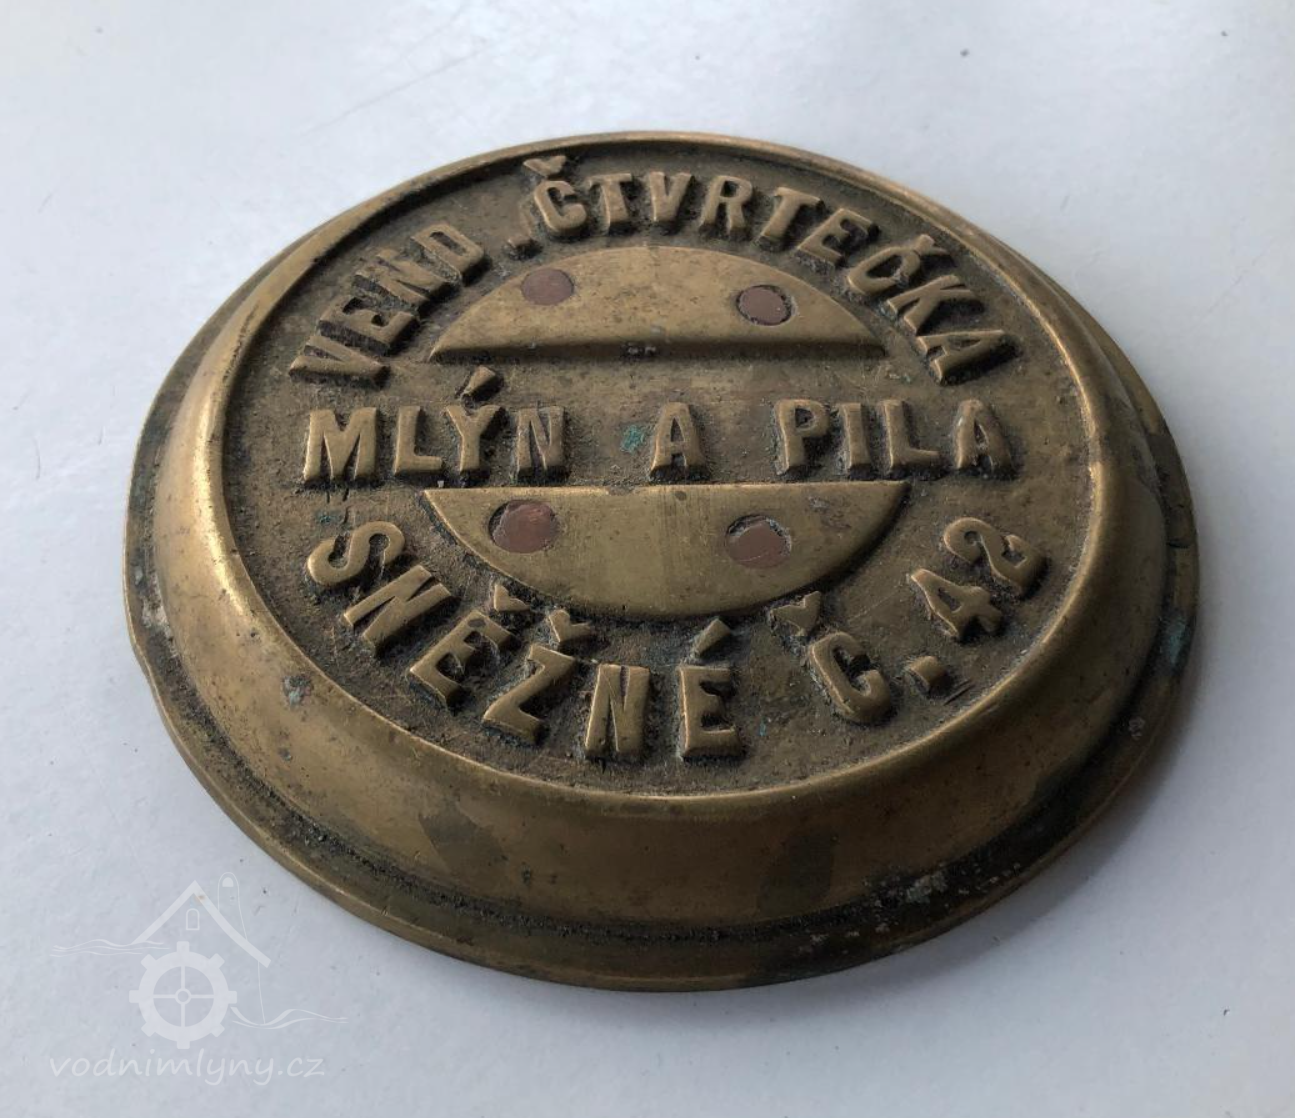 VEND. ČTVRTEČKA
MLÝN A PILA
SNĚŽNÉ Č. 42
vodnimlyny.cz